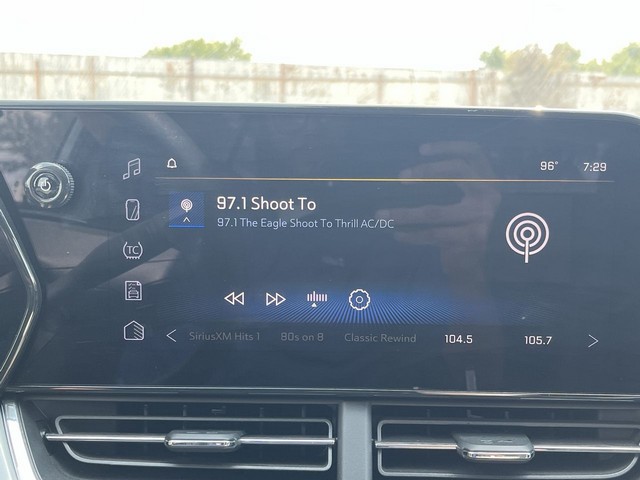 96° 7:29
97.1 Shoot To
97.1 The Eagle Shoot To Thrill AC/DC
TC
SiriusXM Hits 1 80s on 8 Classic Rewind 104.5 105.7